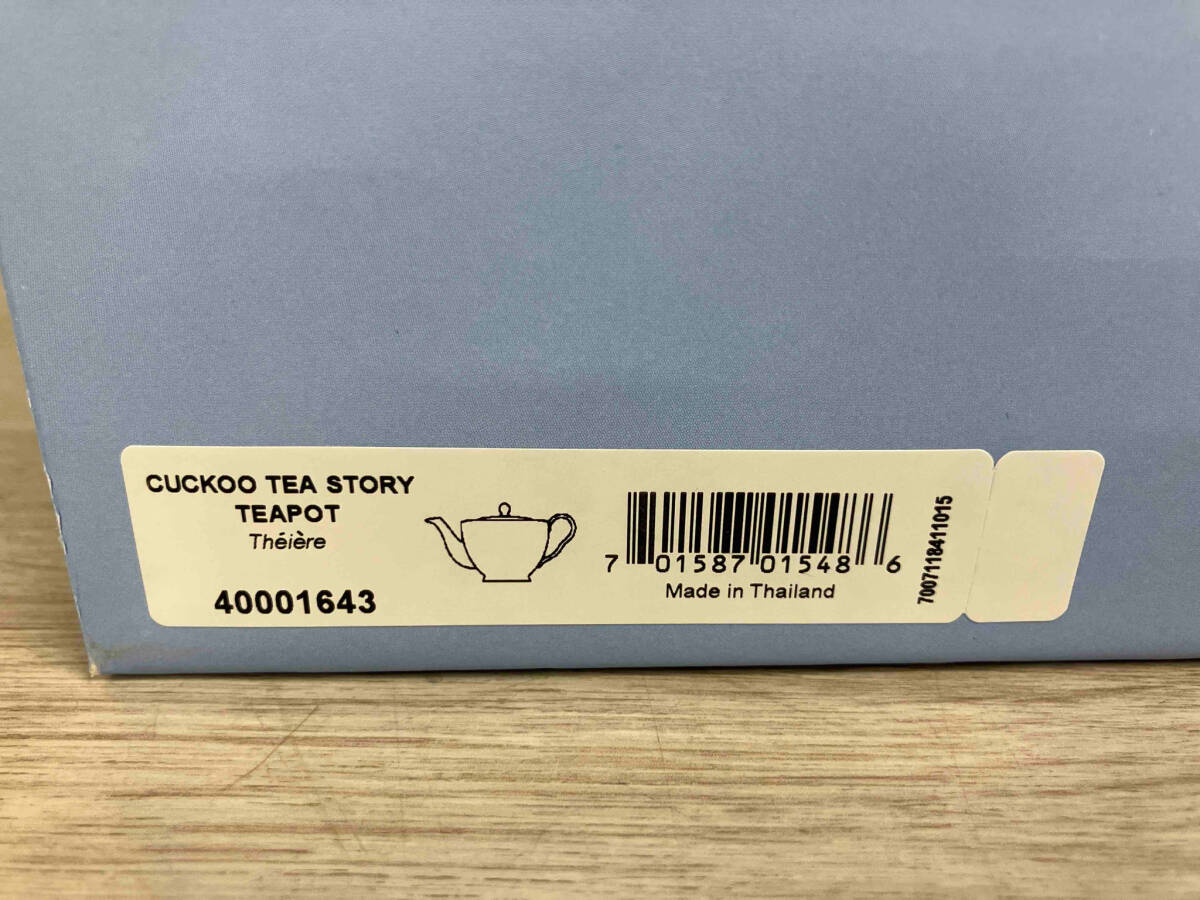 CUCKOO TEA STORY
TEAPOT
Théière
40001643
7 01587 01548 6
Made in Thailand
7007118411015